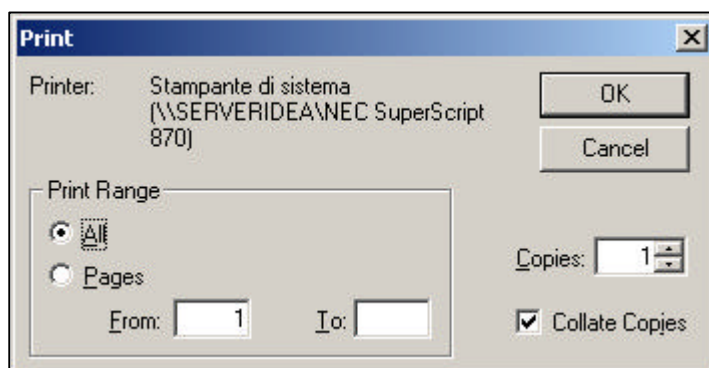 Print
Printer: Stampante di sistema
(\\SERVERIDEA\NEC SuperScript
870)
OK
Cancel
Print Range
All
Pages
From: 1 To:
Copies: 1
Collate Copies